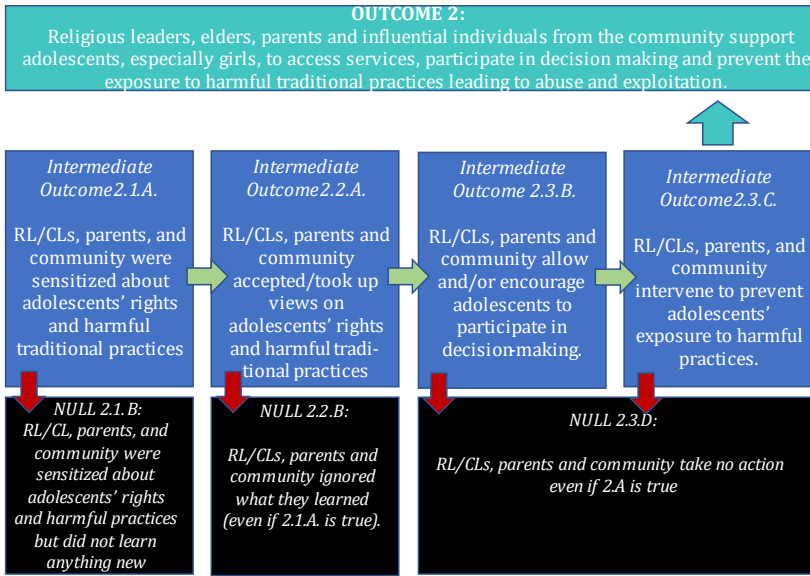 OUTCOME 2:
Religious leaders, elders, parents and influential individuals from the community support
adolescents, especially girls, to access services, participate in decision making and prevent the
exposure to harmful traditional practices leading to abuse and exploitation.
Intermediate
Outcome2.1.A.
RL/CLs, parents, and
community were
sensitized about
adolescents' rights
and harmful
traditional practices
Intermediate
Outcome2.2.A.
RL/CLs, parents and
community
accepted/took up
views on
adolescents' rights
and harmful tradi-
tional practices
Intermediate
Outcome 2.3.B.
RL/CLs, parents and
community allow
and/or encourage
adolescents to
participate in
decision-making.
Intermediate
Outcome2.3.C.
RL/CLs, parents, and
community
intervene to prevent
adolescents'
exposure to harmful
practices.
NULL 2.1.B:
RL/CL, parents, and
community were
sensitized about
adolescents' rights
and harmful practices
but did not learn
anything new
NULL 2.2.B:
RL/CLs, parents and
community ignored
what they learned
(even if 2.1.A. is true).
NULL 2.3.D:
RL/CLs, parents and community take no action
even if 2.A is true